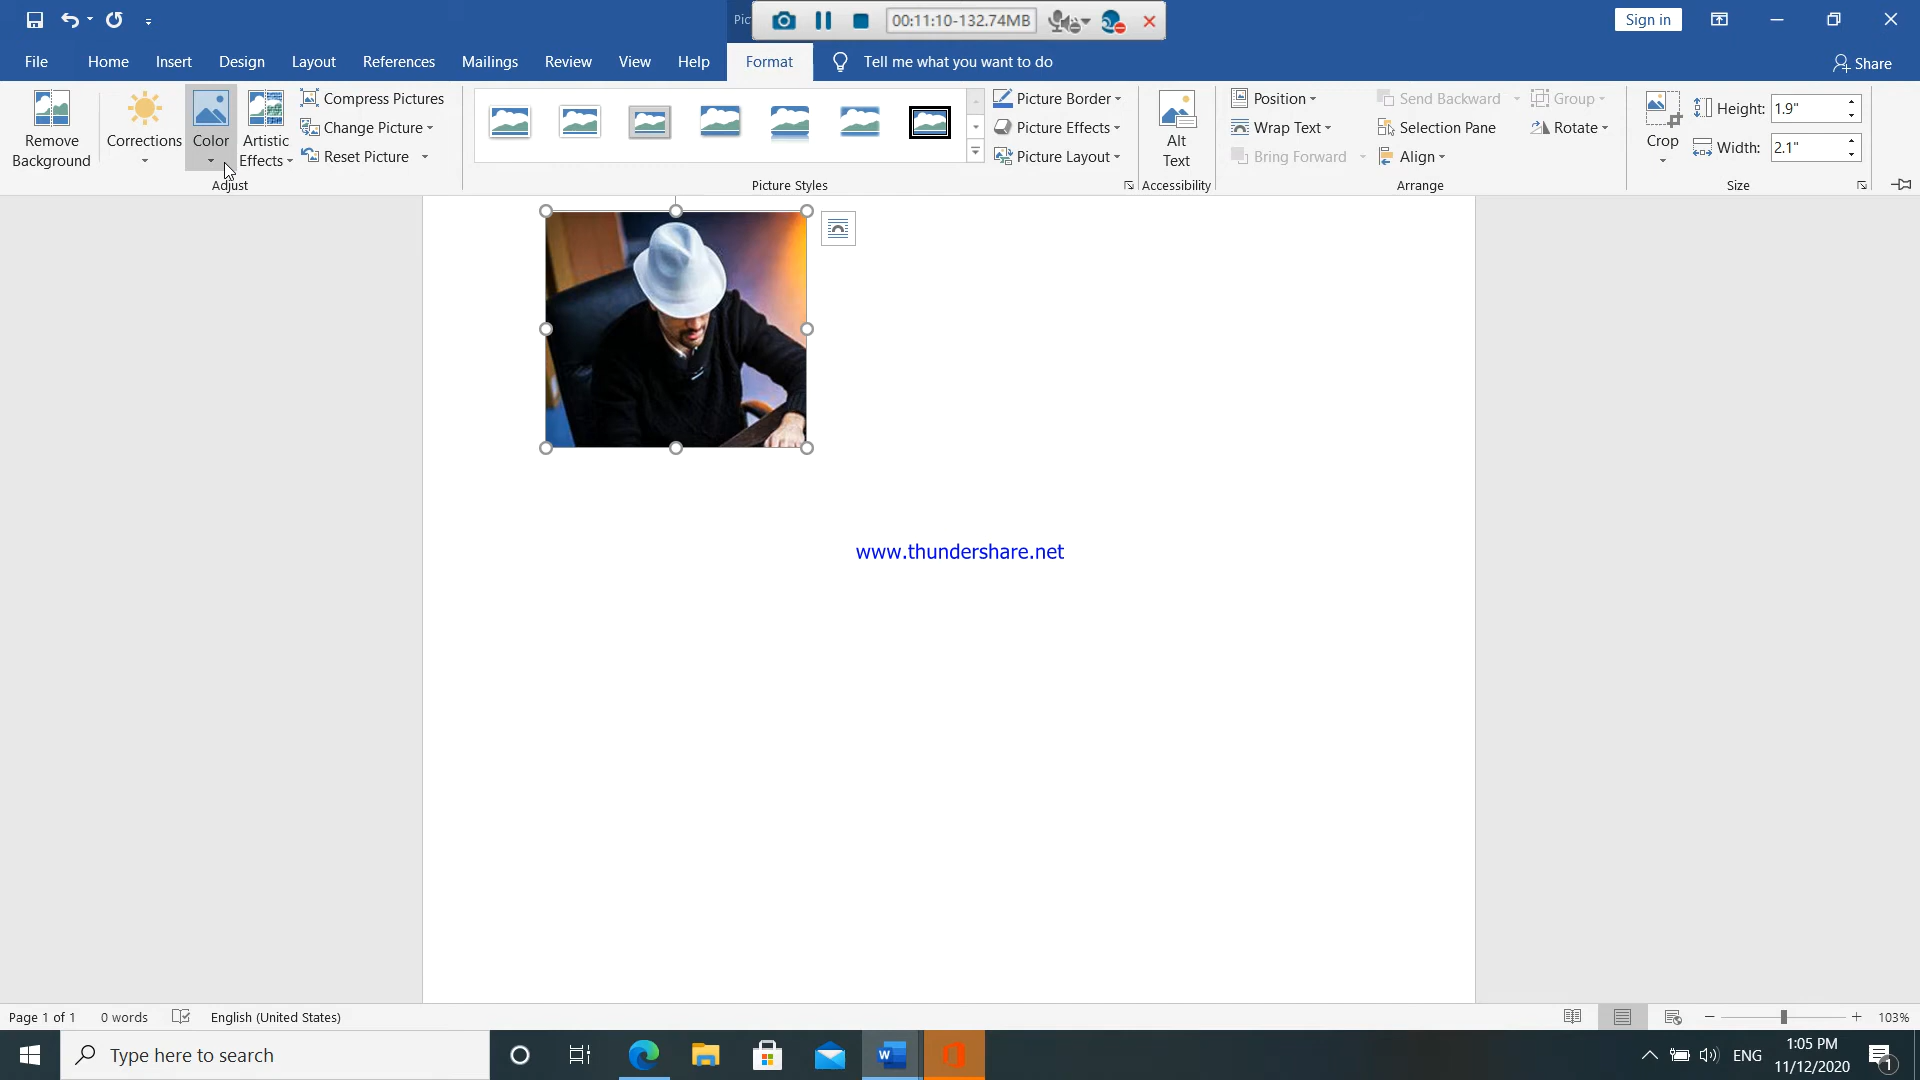 Pic
00:11:10-132.74MB
Sign in
File Home Insert Design Layout References Mailings Review View Help Format Tell me what you want to do Share
Remove Background
Corrections
Color
Artistic Effects
Compress Pictures
Change Picture
Reset Picture
Adjust
Picture Styles
Picture Border
Picture Effects
Picture Layout
Alt Text
Accessibility
Position
Wrap Text
Bring Forward
Send Backward
Selection Pane
Align
Group
Rotate
Arrange
Crop
Height: 1.9"
Width: 2.1"
Size
www.thundershare.net
Page 1 of 1 0 words English (United States) 103%
Type here to search
W
ENG
1:05 PM
11/12/2020
1